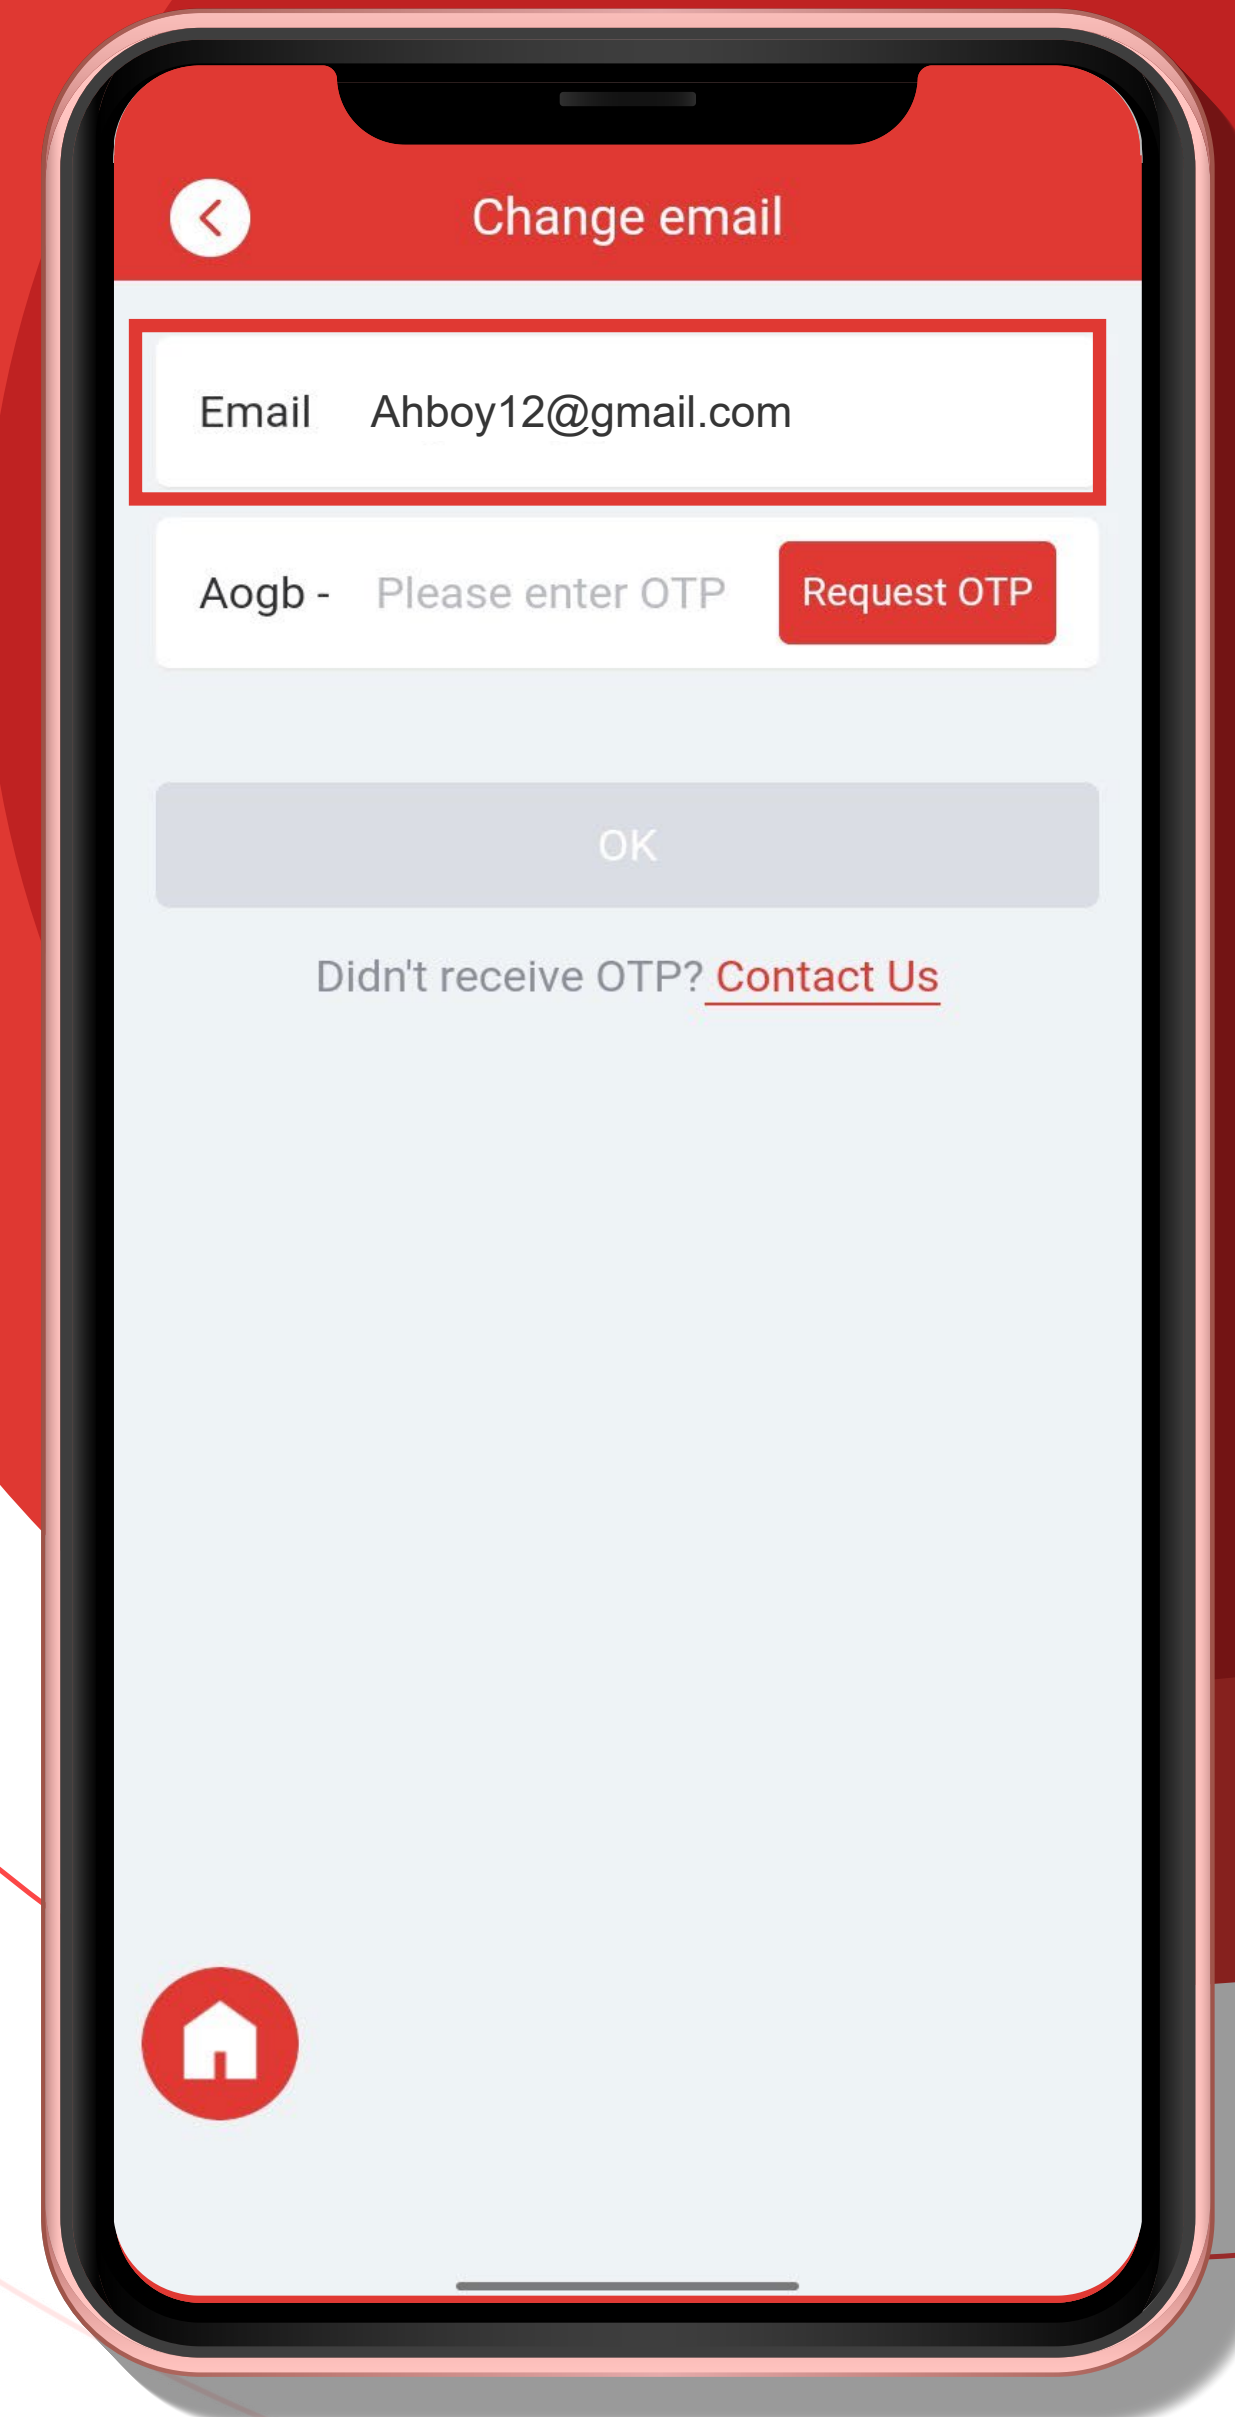 Change email
Email Ahboy12@gmail.com
Aogb - Please enter OTP Request OTP
OK
Didn't receive OTP? Contact Us